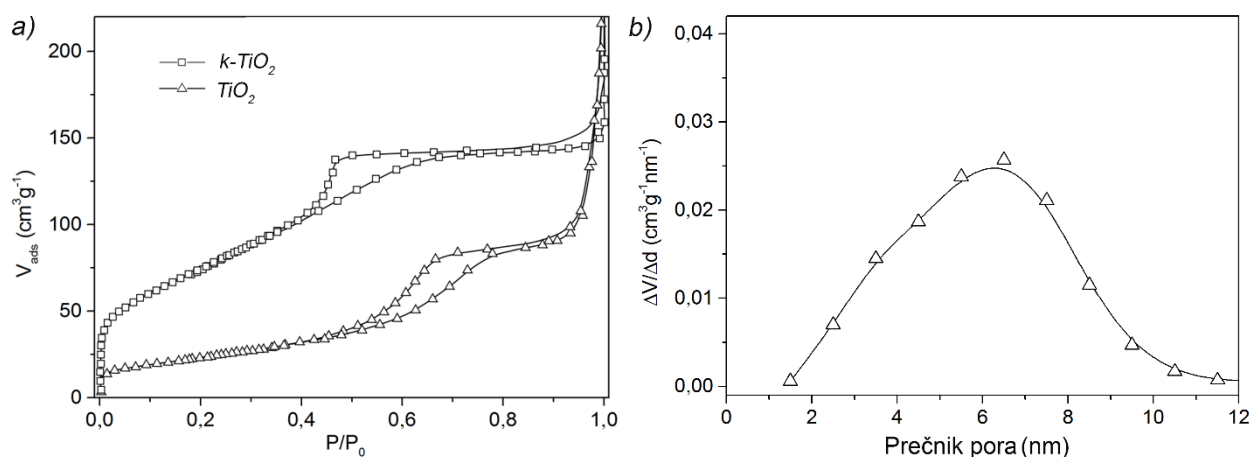 a)
k-TiO₂
TiO₂
200
150
100
50
0
V_ads (cm³g⁻¹)
0,0 0,2 0,4 0,6 0,8 1,0
P/P₀
b)
0,04
0,03
0,02
0,01
0,00
ΔV/Δd (cm³g⁻¹nm⁻¹)
0 2 4 6 8 10 12
Prečnik pora (nm)